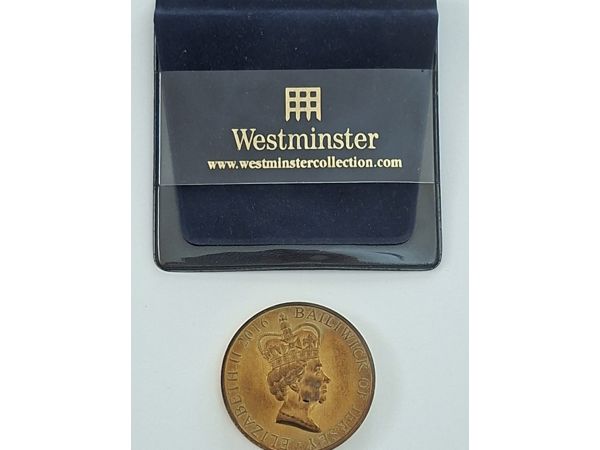 Westminster
www.westminstercollection.com
ELIZABETH II 2016 BAILIWICK OF JERSEY